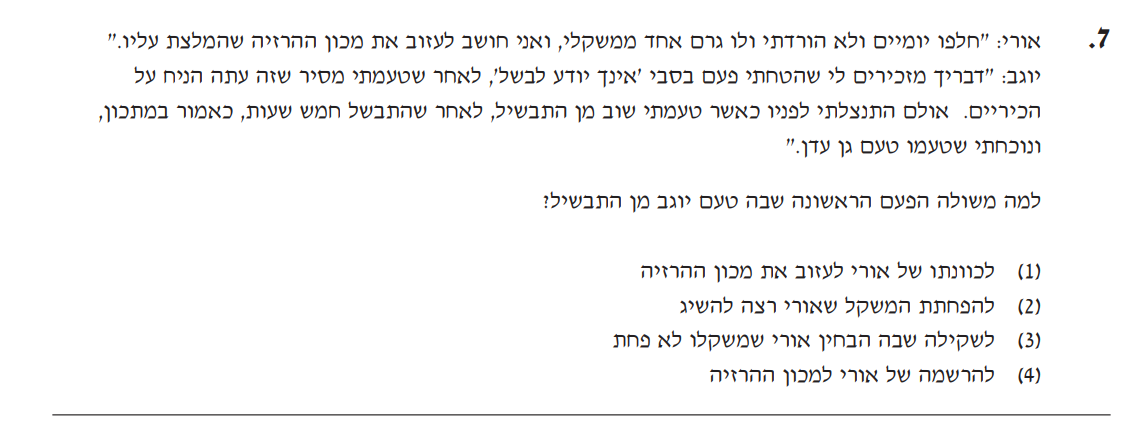 7. אורי: "חלפו יומיים ולא הורדתי ולו גרם אחד ממשקלי, ואני חושב לעזוב את מכון ההרזיה שהמלצת עליו."
יוגב: "דבריך מזכירים לי שהטחתי פעם בסבי 'אינך יודע לבשל', לאחר שטעמתי מסיר שזה עתה הניח על
הכיריים. אולם התנצלתי לפניו כאשר טעמתי שוב מן התבשיל, לאחר שהתבשל חמש שעות, כאמור במתכון,
ונוכחתי שטעמו טעם גן עדן."
למה משולה הפעם הראשונה שבה טעם יוגב מן התבשיל?
(1) לכוונתו של אורי לעזוב את מכון ההרזיה
(2) להפחתת המשקל שאורי רצה להשיג
(3) לשקילה שבה הבחין אורי שמשקלו לא פחת
(4) להרשמה של אורי למכון ההרזיה